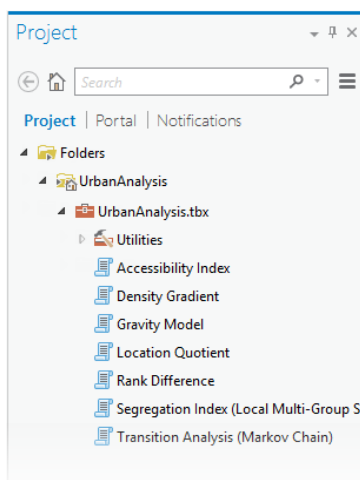 Project
Search
Project | Portal | Notifications
Folders
UrbanAnalysis
UrbanAnalysis.tbx
Utilities
Accessibility Index
Density Gradient
Gravity Model
Location Quotient
Rank Difference
Segregation Index (Local Multi-Group S
Transition Analysis (Markov Chain)